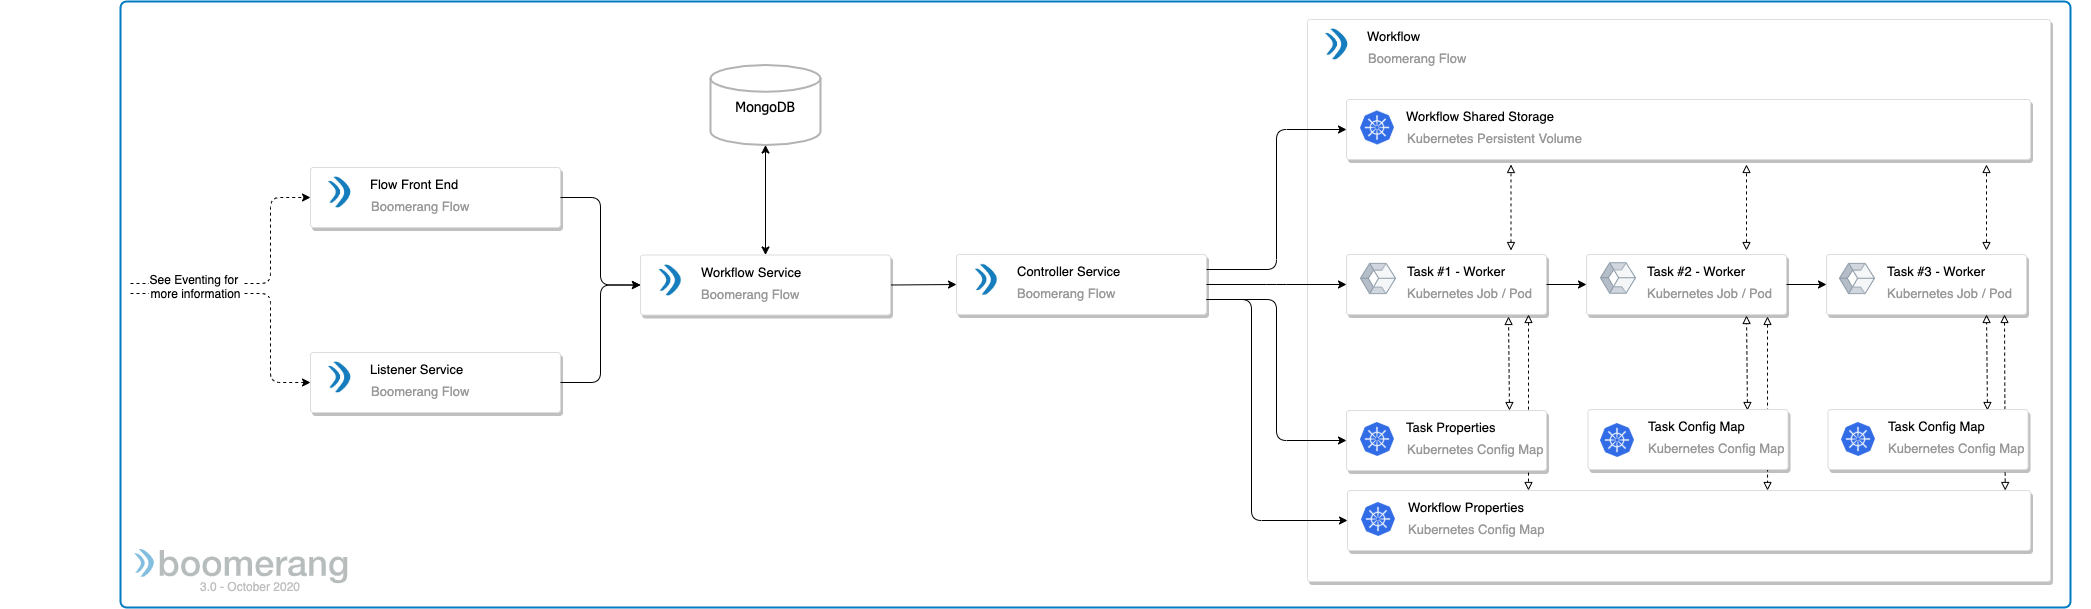 Workflow
Boomerang Flow
MongoDB
Workflow Shared Storage
Kubernetes Persistent Volume
Flow Front End
Boomerang Flow
See Eventing for
more information
Workflow Service
Boomerang Flow
Controller Service
Boomerang Flow
Task #1 - Worker
Kubernetes Job / Pod
Task #2 - Worker
Kubernetes Job / Pod
Task #3 - Worker
Kubernetes Job / Pod
Listener Service
Boomerang Flow
Task Properties
Kubernetes Config Map
Task Config Map
Kubernetes Config Map
Task Config Map
Kubernetes Config Map
Workflow Properties
Kubernetes Config Map
boomerang
3.0 - October 2020